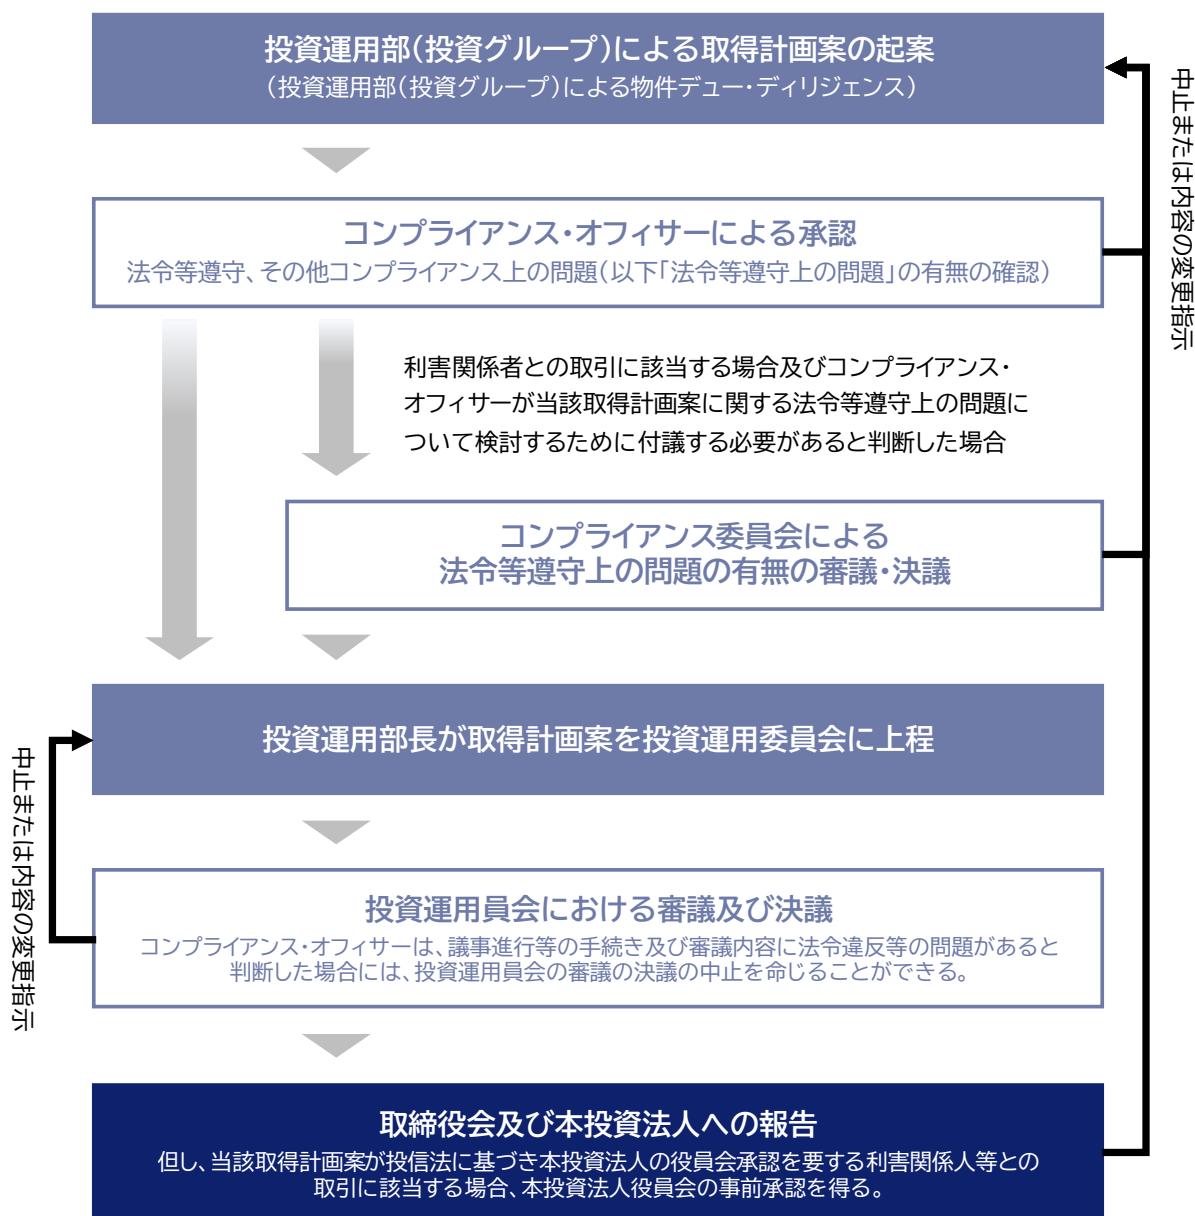 投資運用部(投資グループ)による取得計画案の起案
(投資運用部(投資グループ)による物件デュー・ディリジェンス)
中止または内容の変更指示
コンプライアンス・オフィサーによる承認
法令等遵守、その他コンプライアンス上の問題(以下「法令等遵守上の問題」の有無の確認)
利害関係者との取引に該当する場合及びコンプライアンス・
オフィサーが当該取得計画案に関する法令等遵守上の問題に
ついて検討するために付議する必要があると判断した場合
コンプライアンス委員会による
法令等遵守上の問題の有無の審議・決議
投資運用部長が取得計画案を投資運用委員会に上程
中止または内容の変更指示
投資運用員会における審議及び決議
コンプライアンス・オフィサーは、議事進行等の手続き及び審議内容に法令違反等の問題があると
判断した場合には、投資運用員会の審議の決議の中止を命じることができる。
取締役会及び本投資法人への報告
但し、当該取得計画案が投信法に基づき本投資法人の役員会承認を要する利害関係人等との
取引に該当する場合、本投資法人役員会の事前承認を得る。